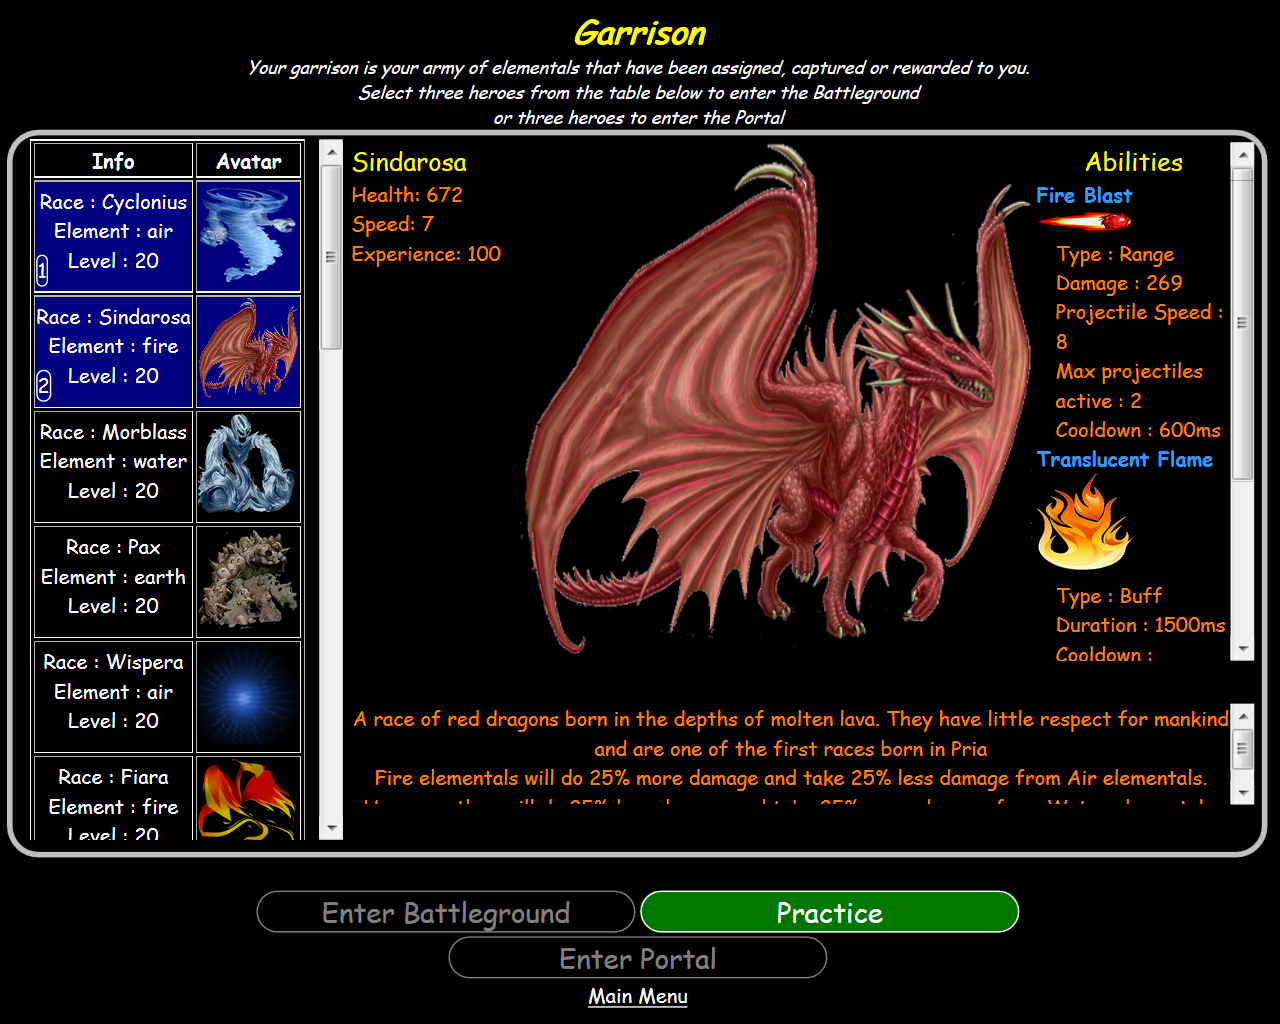 Garrison
Your garrison is your army of elementals that have been assigned, captured or rewarded to you.
Select three heroes from the table below to enter the Battleground
or three heroes to enter the Portal
Info
Avatar
Race : Cyclonius
Element : air
Level : 20
1
Race : Sindarosa
Element : fire
Level : 20
2
Race : Morblass
Element : water
Level : 20
Race : Pax
Element : earth
Level : 20
Race : Wispera
Element : air
Level : 20
Race : Fiara
Element : fire
Level : 20
Sindarosa
Health: 672
Speed: 7
Experience: 100
Abilities
Fire Blast
Type : Range
Damage : 269
Projectile Speed :
8
Max projectiles
active : 2
Cooldown : 600ms
Translucent Flame
Type : Buff
Duration : 1500ms
Cooldown :
A race of red dragons born in the depths of molten lava. They have little respect for mankind
and are one of the first races born in Pria
Fire elementals will do 25% more damage and take 25% less damage from Air elementals.
Enter Battleground
Practice
Enter Portal
Main Menu